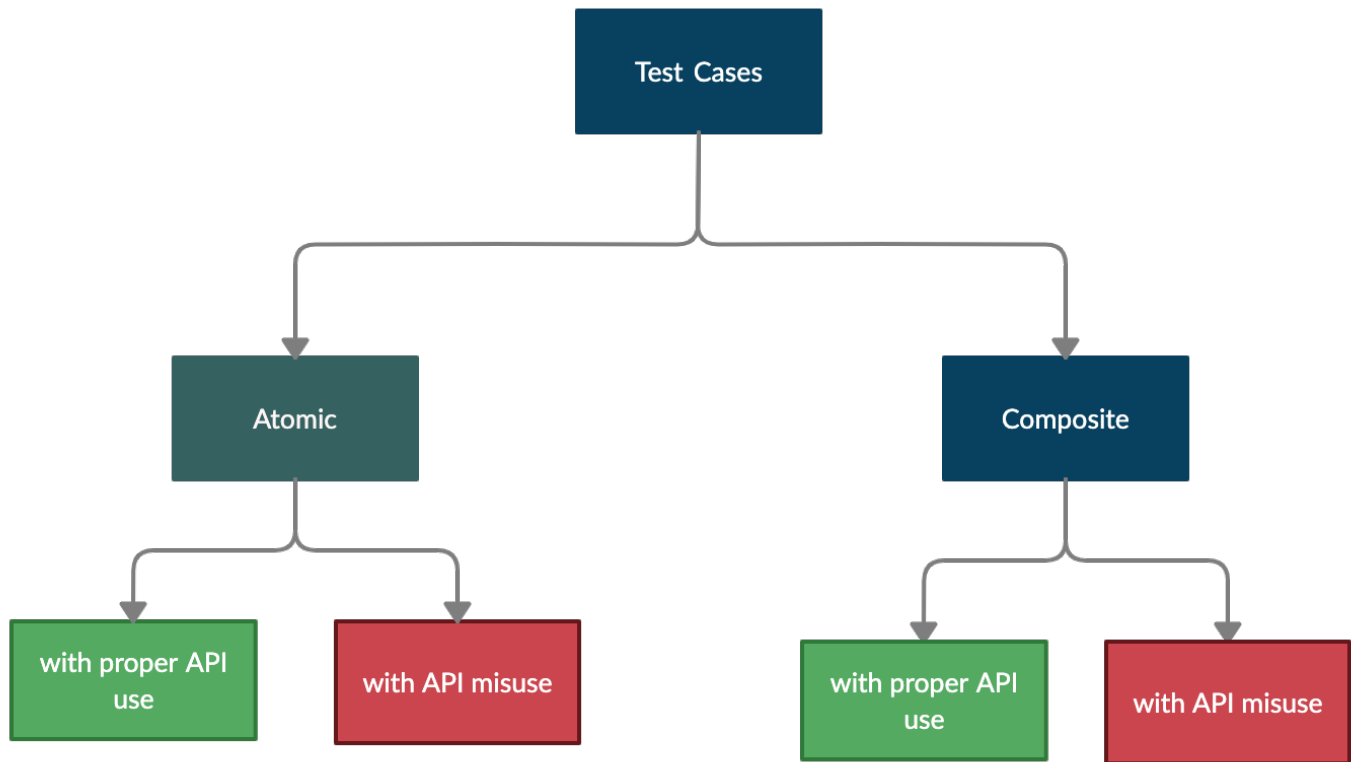 Test Cases
Atomic
Composite
with proper API
use
with API misuse
with proper API
use
with API misuse